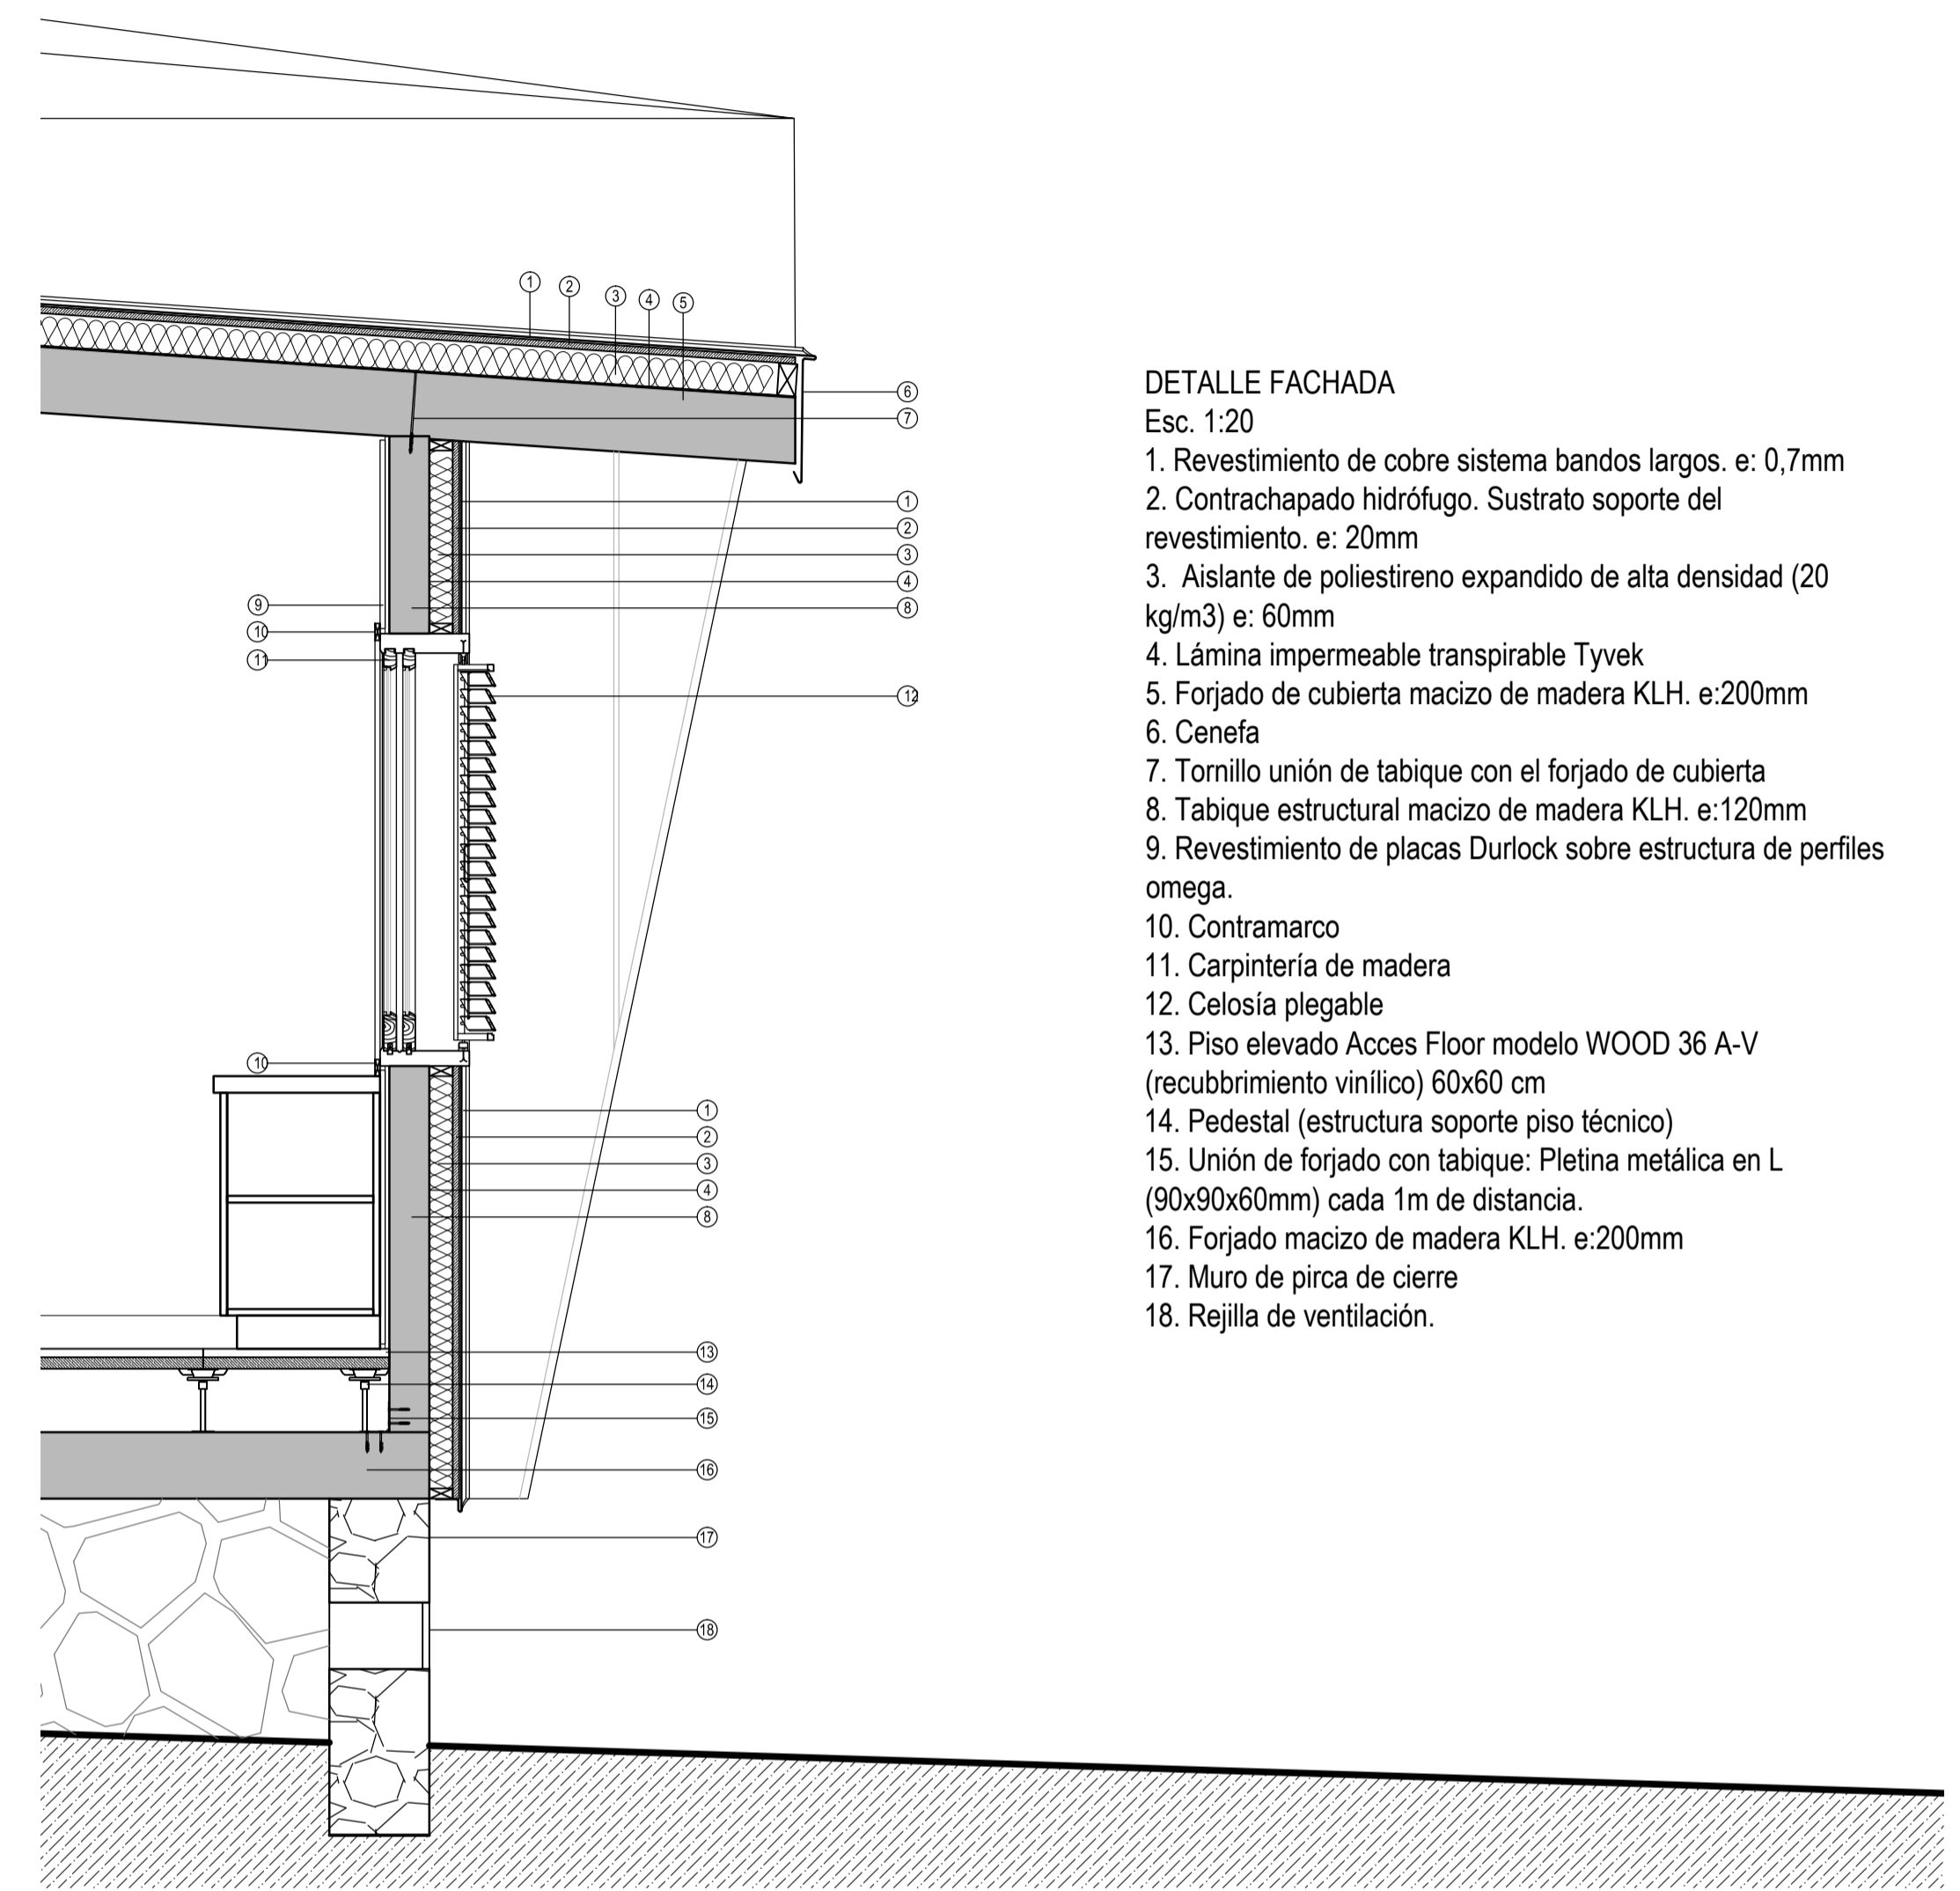 1
2
3
4
5
6
7
1
2
3
4
8
9
10
11
12
10
1
2
3
4
8
13
14
15
16
17
18
DETALLE FACHADA
Esc. 1:20
1. Revestimiento de cobre sistema bandos largos. e: 0,7mm
2. Contrachapado hidrófugo. Sustrato soporte del
revestimiento. e: 20mm
3. Aislante de poliestireno expandido de alta densidad (20
kg/m3) e: 60mm
4. Lámina impermeable transpirable Tyvek
5. Forjado de cubierta macizo de madera KLH. e:200mm
6. Cenefa
7. Tornillo unión de tabique con el forjado de cubierta
8. Tabique estructural macizo de madera KLH. e:120mm
9. Revestimiento de placas Durlock sobre estructura de perfiles
omega.
10. Contramarco
11. Carpintería de madera
12. Celosía plegable
13. Piso elevado Acces Floor modelo WOOD 36 A-V
(recubbrimiento vinílico) 60x60 cm
14. Pedestal (estructura soporte piso técnico)
15. Unión de forjado con tabique: Pletina metálica en L
(90x90x60mm) cada 1m de distancia.
16. Forjado macizo de madera KLH. e:200mm
17. Muro de pirca de cierre
18. Rejilla de ventilación.